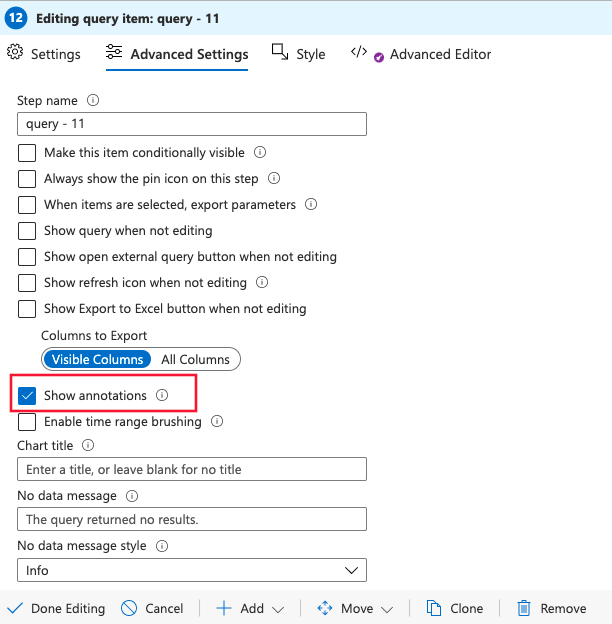 12 Editing query item: query - 11
Settings Advanced Settings Style </> Advanced Editor
Step name
query - 11
Make this item conditionally visible
Always show the pin icon on this step
When items are selected, export parameters
Show query when not editing
Show open external query button when not editing
Show refresh icon when not editing
Show Export to Excel button when not editing
Columns to Export
Visible Columns All Columns
Show annotations
Enable time range brushing
Chart title
Enter a title, or leave blank for no title
No data message
The query returned no results.
No data message style
Info
Done Editing Cancel Add Move Clone Remove